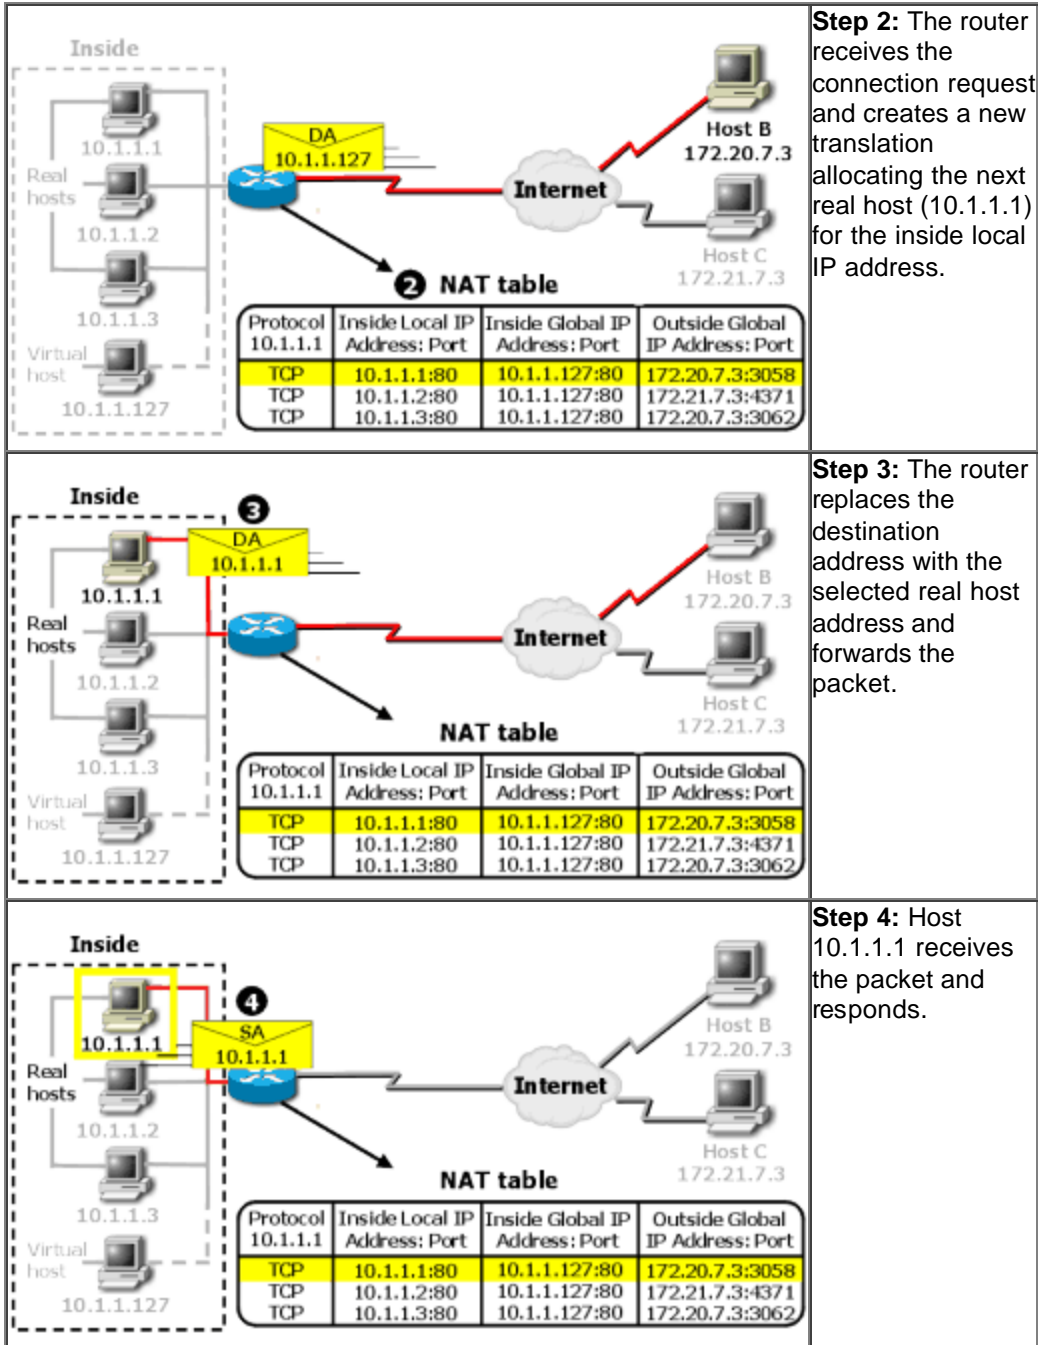 Inside
10.1.1.1
Real
hosts
10.1.1.2
10.1.1.3
Virtual
host
10.1.1.127
DA
10.1.1.127
Internet
Host B
172.20.7.3
Host C
172.21.7.3
2 NAT table
Protocol 10.1.1.1 Inside Local IP Address: Port Inside Global IP Address: Port Outside Global IP Address: Port
TCP 10.1.1.1:80 10.1.1.127:80 172.20.7.3:3058
TCP 10.1.1.2:80 10.1.1.127:80 172.21.7.3:4371
TCP 10.1.1.3:80 10.1.1.127:80 172.20.7.3:3062
Step 2: The router
receives the
connection request
and creates a new
translation
allocating the next
real host (10.1.1.1)
for the inside local
IP address.
Inside
3
DA
10.1.1.1
10.1.1.1
Real
hosts
10.1.1.2
10.1.1.3
Virtual
host
10.1.1.127
Internet
Host B
172.20.7.3
Host C
172.21.7.3
NAT table
Protocol 10.1.1.1 Inside Local IP Address: Port Inside Global IP Address: Port Outside Global IP Address: Port
TCP 10.1.1.1:80 10.1.1.127:80 172.20.7.3:3058
TCP 10.1.1.2:80 10.1.1.127:80 172.21.7.3:4371
TCP 10.1.1.3:80 10.1.1.127:80 172.20.7.3:3062
Step 3: The router
replaces the
destination
address with the
selected real host
address and
forwards the
packet.
Inside
4
SA
10.1.1.1
10.1.1.1
Real
hosts
10.1.1.2
10.1.1.3
Virtual
host
10.1.1.127
Internet
Host B
172.20.7.3
Host C
172.21.7.3
NAT table
Protocol 10.1.1.1 Inside Local IP Address: Port Inside Global IP Address: Port Outside Global IP Address: Port
TCP 10.1.1.1:80 10.1.1.127:80 172.20.7.3:3058
TCP 10.1.1.2:80 10.1.1.127:80 172.21.7.3:4371
TCP 10.1.1.3:80 10.1.1.127:80 172.20.7.3:3062
Step 4: Host
10.1.1.1 receives
the packet and
responds.